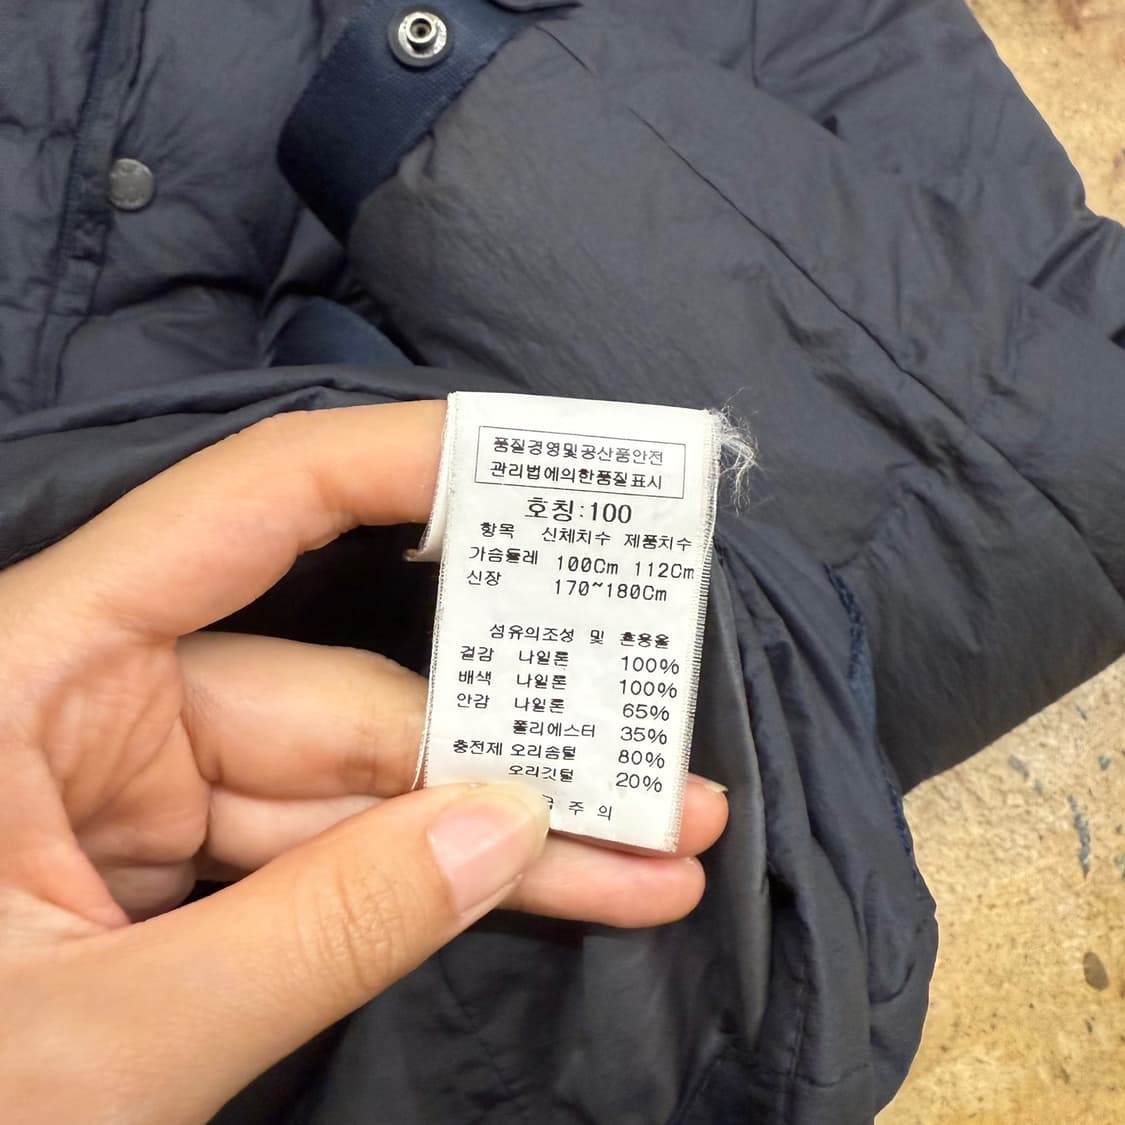 품질경영및공산품안전
관리법에의한품질표시
호칭:100
항목 신체치수 제품치수
가슴둘레 100Cm 112Cm
신장 170~180Cm
섬유의조성 및 혼용율
겉감 나일론 100%
배색 나일론 100%
안감 나일론 65%
폴리에스터 35%
충전제 오리솜털 80%
오리깃털 20%
주 의